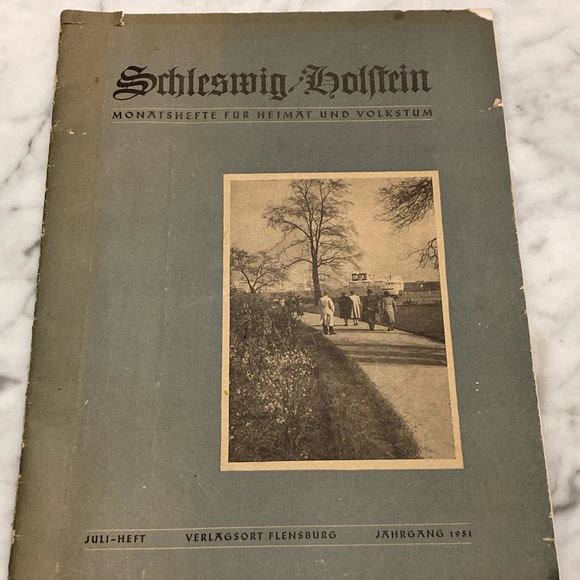 Schleswig-Holstein
MONATSHEFTE FÜR HEIMAT UND VOLKSTUM
JULI-HEFT VERLAGSORT FLENSBURG JAHRGANG 1951